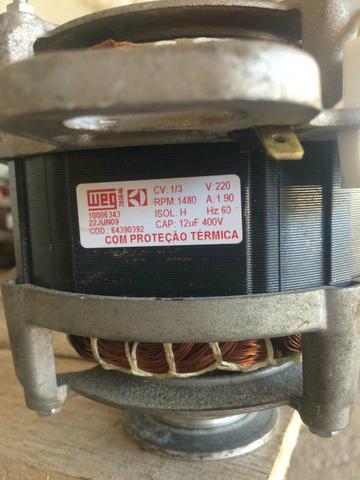 WEG CV: 1/3 V: 220
RPM: 1480 A: 1.90
10086343 ISOL. H Hz 60
22JUN09 CAP: 12uF 400V
COD.: 64390392
COM PROTEÇÃO TÉRMICA